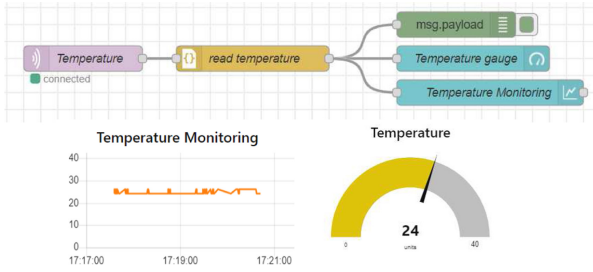 msg.payload
Temperature
read temperature
Temperature gauge
connected
Temperature Monitoring
Temperature Monitoring
40
30
20
10
0
17:17:00
17:19:00
17:21:00
Temperature
24
units
0
40